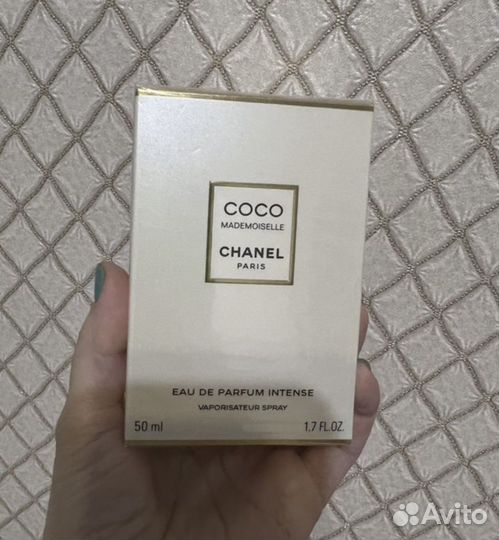 COCO
MADEMOISELLE
CHANEL
PARIS
EAU DE PARFUM INTENSE
VAPORISATEUR SPRAY
50 ml 1.7 FL.OZ.
Avito